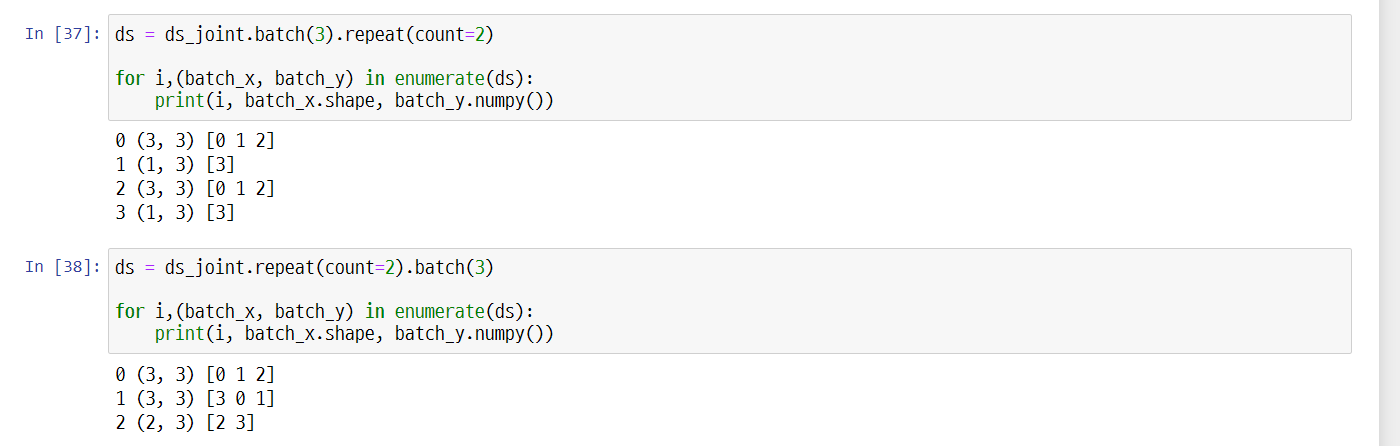 In [37]: ds = ds_joint.batch(3).repeat(count=2)
for i,(batch_x, batch_y) in enumerate(ds):
    print(i, batch_x.shape, batch_y.numpy())
0 (3, 3) [0 1 2]
1 (1, 3) [3]
2 (3, 3) [0 1 2]
3 (1, 3) [3]
In [38]: ds = ds_joint.repeat(count=2).batch(3)
for i,(batch_x, batch_y) in enumerate(ds):
    print(i, batch_x.shape, batch_y.numpy())
0 (3, 3) [0 1 2]
1 (3, 3) [3 0 1]
2 (2, 3) [2 3]